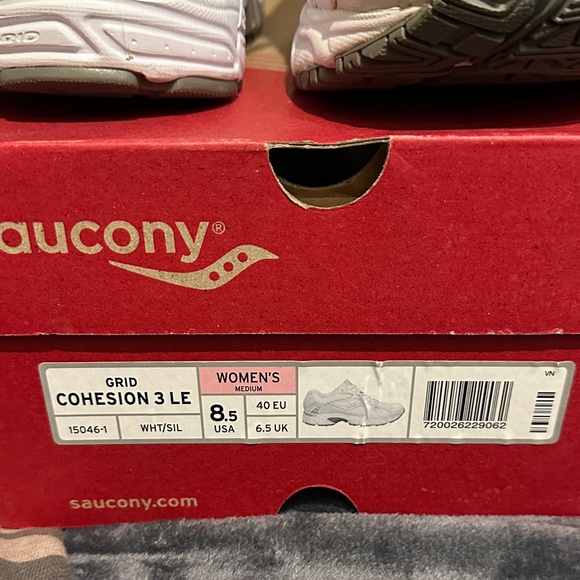 RID
aucony®
GRID
COHESION 3 LE
15046-1
WHT/SIL
WOMEN'S
MEDIUM
8.5
USA
40 EU
6.5 UK
720026229062
VN
saucony.com